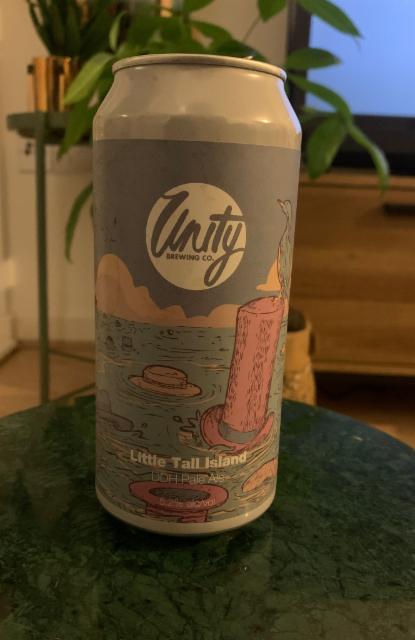 Unity
BREWING CO.
Little Tall Island
DDH Pale Ale